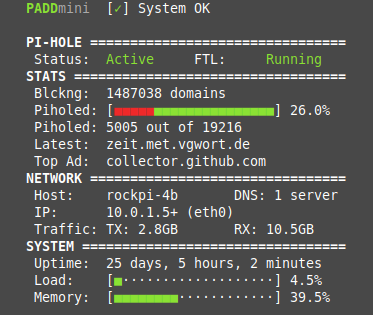 PADDmini [✓] System OK
PI-HOLE ================================
Status: Active FTL: Running
STATS ==================================
Blckng: 1487038 domains
Piholed: [■■■■■■■■■■■■■■■■■■■■] 26.0%
Piholed: 5005 out of 19216
Latest: zeit.met.vgwort.de
Top Ad: collector.github.com
NETWORK ================================
Host: rockpi-4b DNS: 1 server
IP: 10.0.1.5+ (eth0)
Traffic: TX: 2.8GB RX: 10.5GB
SYSTEM =================================
Uptime: 25 days, 5 hours, 2 minutes
Load: [■···················] 4.5%
Memory: [■■■■■■■■············] 39.5%